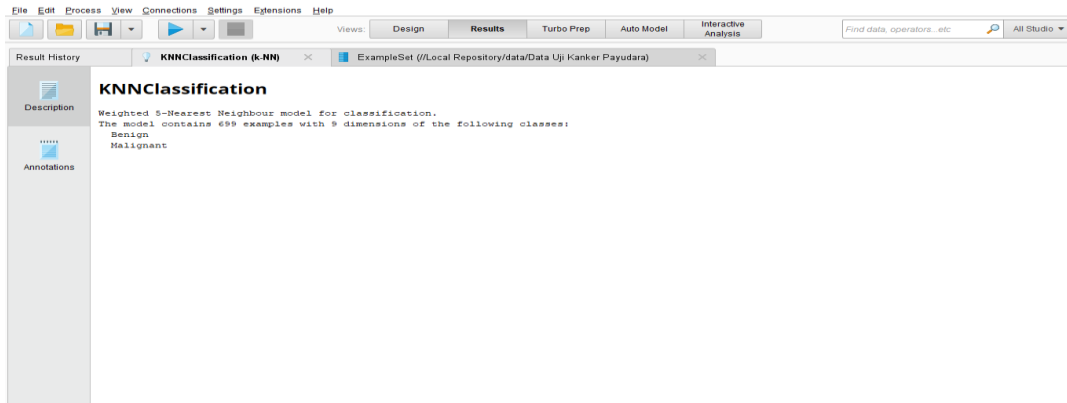 File Edit Process View Connections Settings Extensions Help
Views: Design Results Turbo Prep Auto Model Interactive Analysis Find data, operators...etc All Studio
Result History KNNClassification (k-NN) ExampleSet (//Local Repository/data/Data Uji Kanker Payudara)
KNNClassification
Description
Weighted 5-Nearest Neighbour model for classification.
The model contains 699 examples with 9 dimensions of the following classes:
Benign
Malignant
Annotations